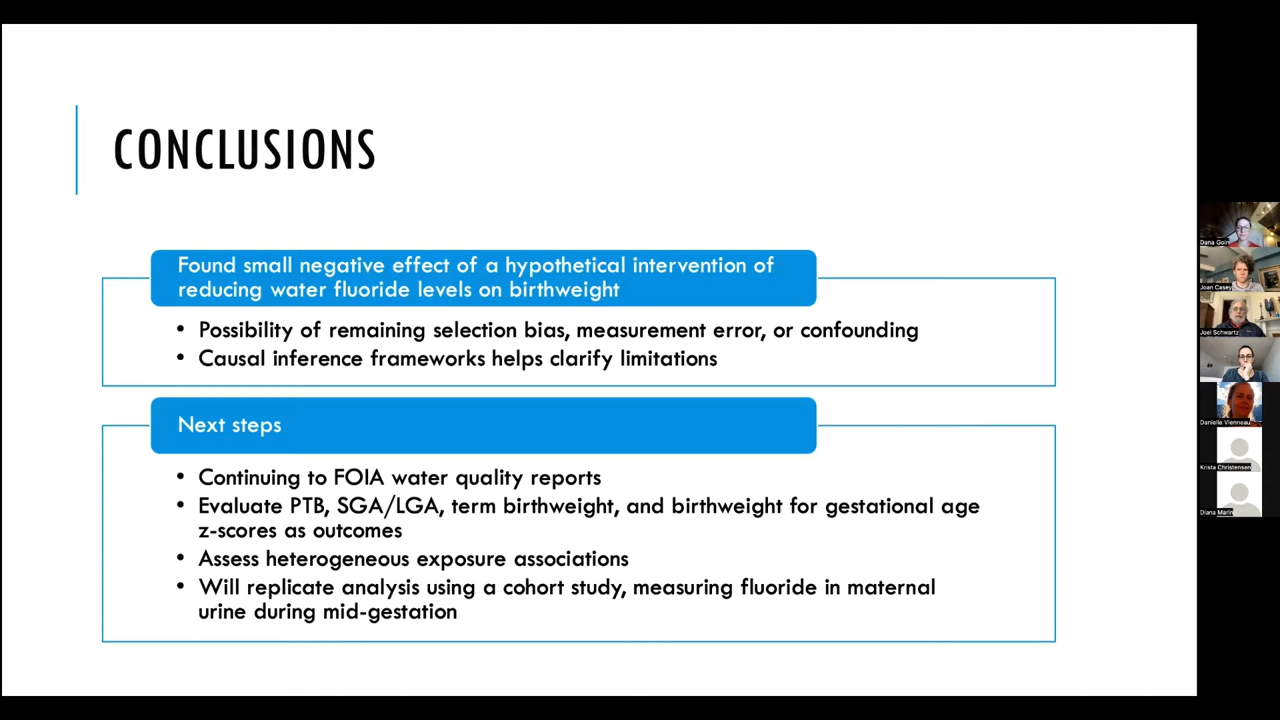 CONCLUSIONS
Found small negative effect of a hypothetical intervention of
reducing water fluoride levels on birthweight
• Possibility of remaining selection bias, measurement error, or confounding
• Causal inference frameworks helps clarify limitations
Next steps
• Continuing to FOIA water quality reports
• Evaluate PTB, SGA/LGA, term birthweight, and birthweight for gestational age
z-scores as outcomes
• Assess heterogeneous exposure associations
• Will replicate analysis using a cohort study, measuring fluoride in maternal
urine during mid-gestation
Dana Goin
Joan Casey
Joel Schwartz
Danielle Vienneau
Krista Christensen
Diana Marin